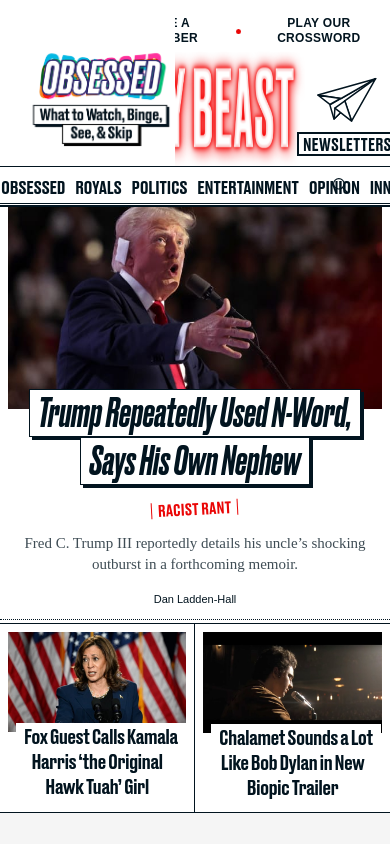 E A
BER
PLAY OUR
CROSSWORD
OBSESSED
What to Watch, Binge,
See, & Skip
Y BEAST
NEWSLETTERS
OBSESSED ROYALS POLITICS ENTERTAINMENT OPINION INN
Trump Repeatedly Used N-Word,
Says His Own Nephew
RACIST RANT
Fred C. Trump III reportedly details his uncle’s shocking
outburst in a forthcoming memoir.
Dan Ladden-Hall
Fox Guest Calls Kamala
Harris ‘the Original
Hawk Tuah’ Girl
Chalamet Sounds a Lot
Like Bob Dylan in New
Biopic Trailer